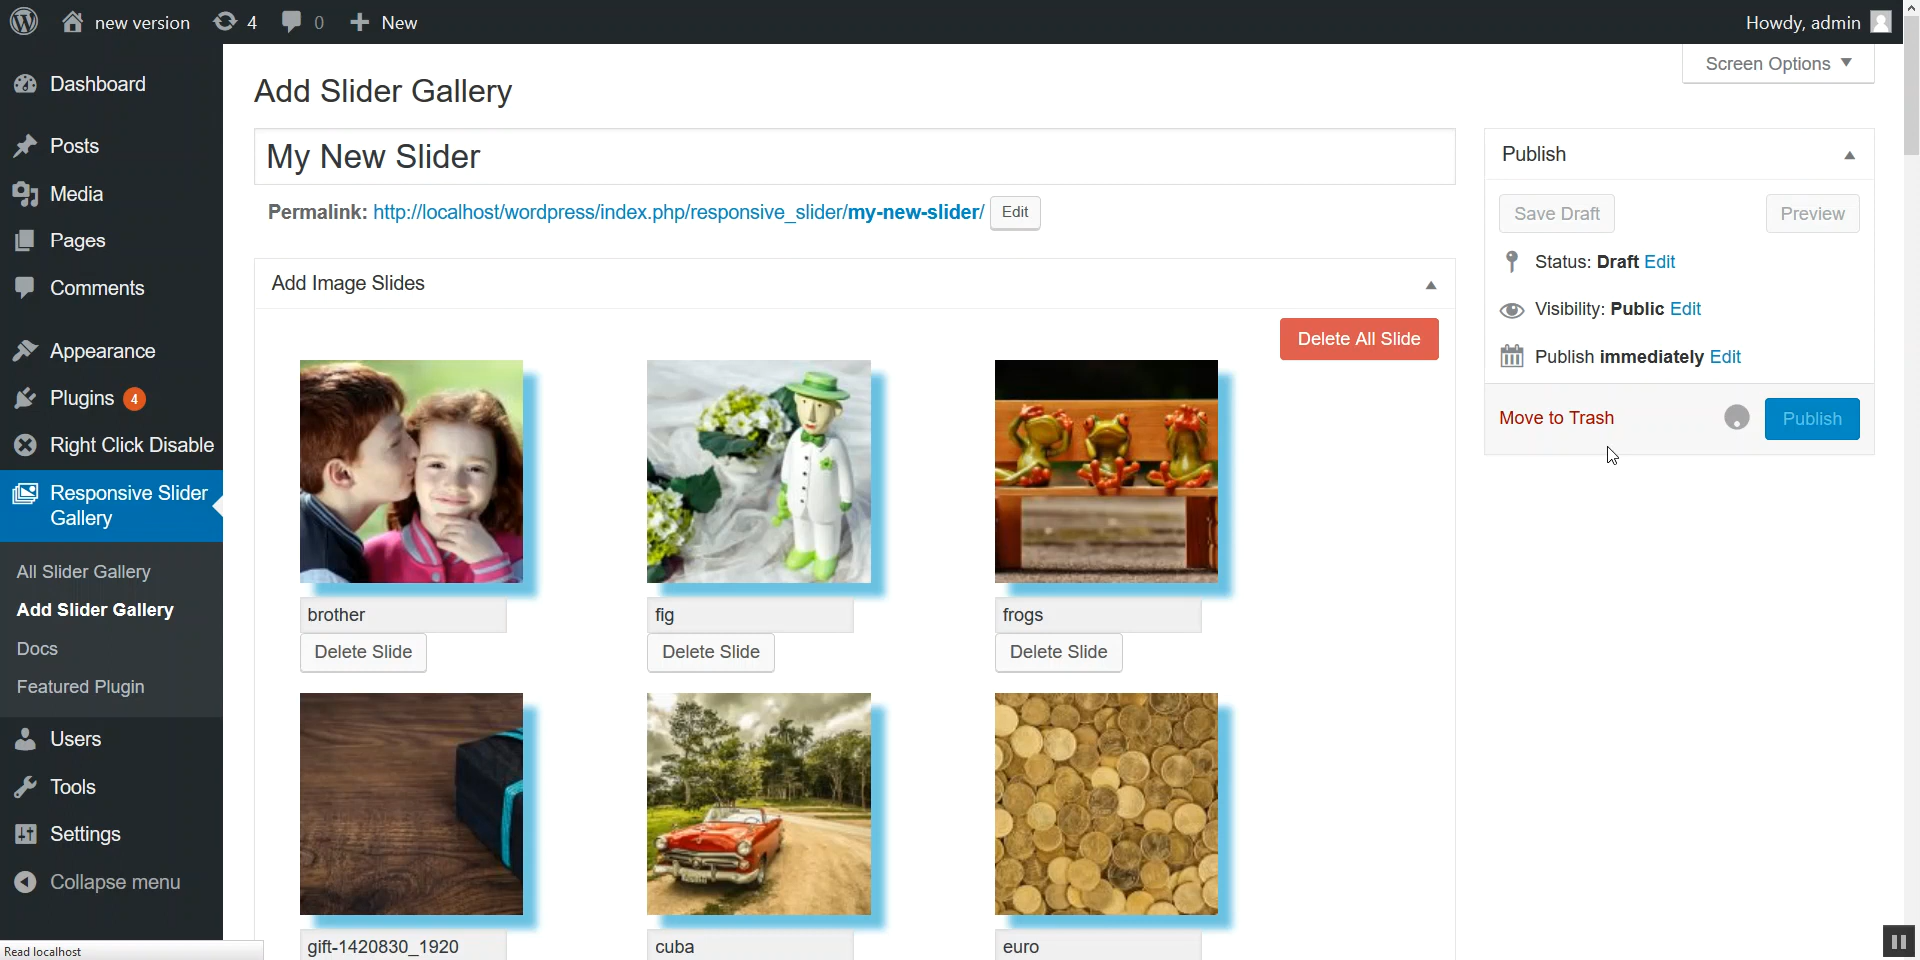 new version 4 0 New Howdy, admin
Screen Options
Dashboard
Posts
Media
Pages
Comments
Appearance
Plugins 4
Right Click Disable
Responsive Slider
Gallery
All Slider Gallery
Add Slider Gallery
Docs
Featured Plugin
Users
Tools
Settings
Collapse menu
Add Slider Gallery
My New Slider
Permalink: http://localhost/wordpress/index.php/responsive_slider/my-new-slider/ Edit
Add Image Slides
Delete All Slide
brother fig frogs
Delete Slide Delete Slide Delete Slide
gift-1420830_1920 cuba euro
Publish
Save Draft Preview
Status: Draft Edit
Visibility: Public Edit
Publish immediately Edit
Move to Trash Publish
Read localhost